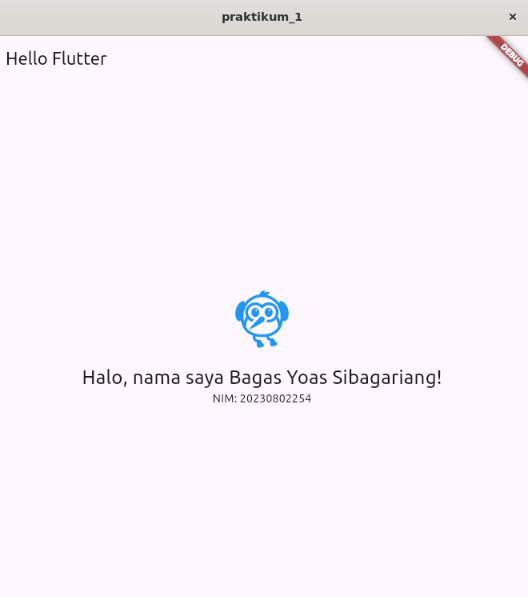 praktikum_1
×
Hello Flutter
DEBUG
Halo, nama saya Bagas Yoas Sibagariang!
NIM: 20230802254